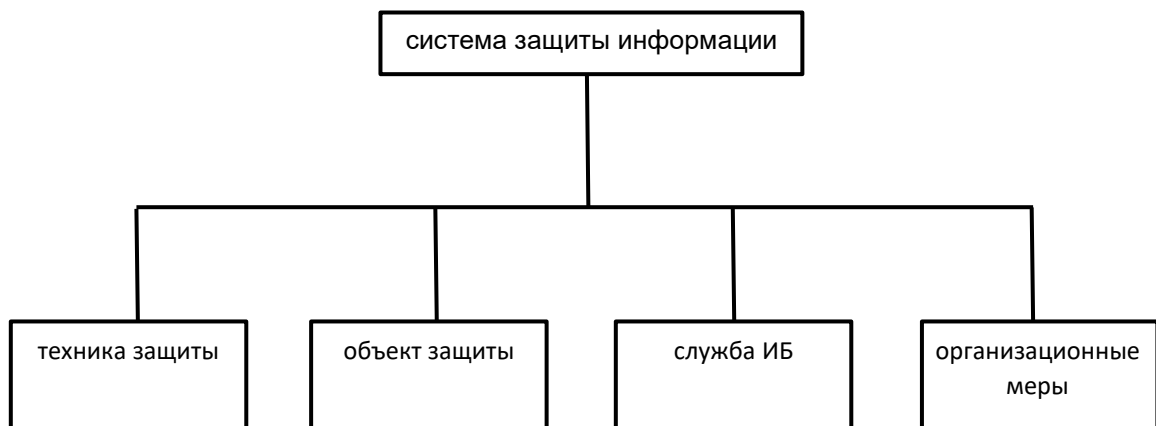 система защиты информации
техника защиты
объект защиты
служба ИБ
организационные
меры